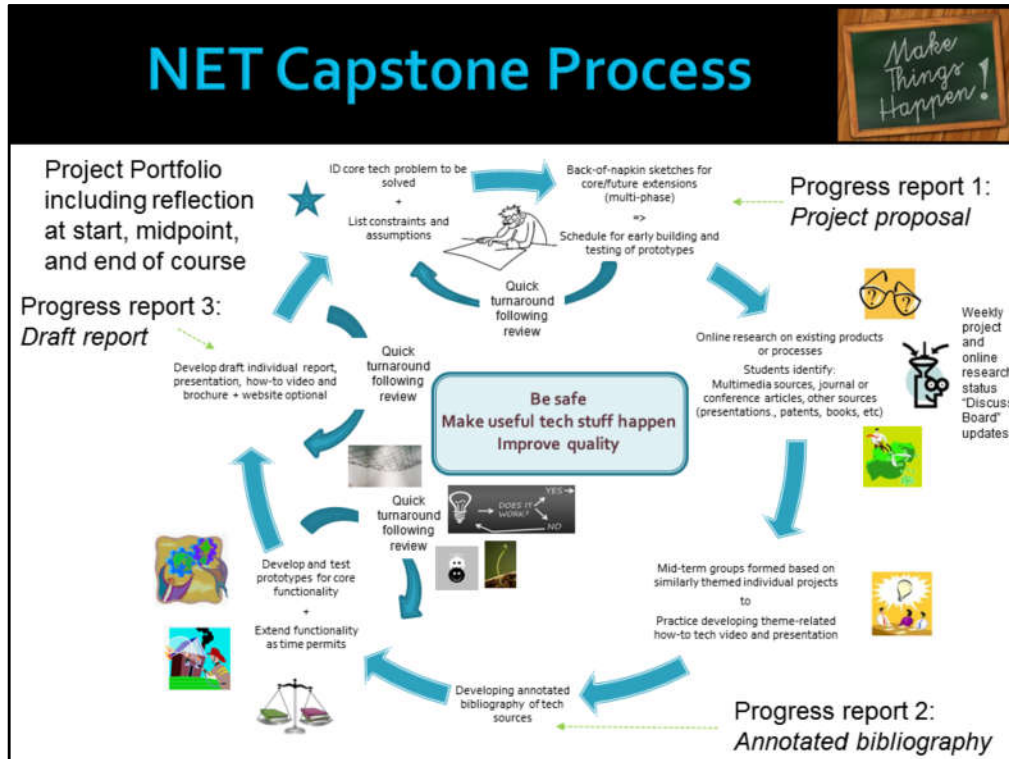 NET Capstone Process
Make
Things
Happen!
Project Portfolio
including reflection
at start, midpoint,
and end of course
ID core tech problem to be
solved
+
List constraints and
assumptions
Back-of-napkin sketches for
core/future extensions
(multi-phase)
=>
Schedule for early building and
testing of prototypes
Progress report 1:
Project proposal
Quick
turnaround
following
review
Progress report 3:
Draft report
Online research on existing products
or processes
Students identify:
Multimedia sources, journal or
conference articles, other sources
(presentations., patents, books, etc)
Weekly
project
and
online
research
status
"Discuss
Board"
updates
Develop draft individual report,
presentation, how-to video and
brochure + website optional
Quick
turnaround
following
review
Be safe
Make useful tech stuff happen
Improve quality
Quick
turnaround
following
review
DOES IT
WORK?
YES
NO
Develop and test
prototypes for core
functionality
+
Extend functionality
as time permits
Mid-term groups formed based on
similarly themed individual projects
to
Practice developing theme-related
how-to tech video and presentation
Developing annotated
bibliography of tech
sources
Progress report 2:
Annotated bibliography